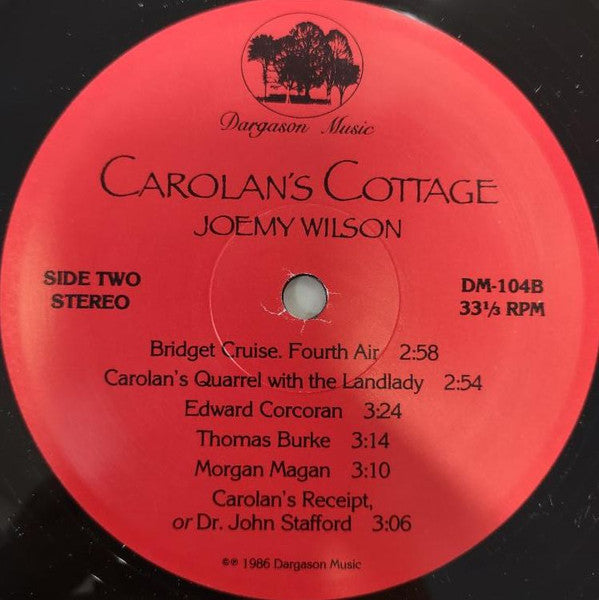 Dargason Music
CAROLAN'S COTTAGE
JOEMY WILSON
SIDE TWO
STEREO
DM-104B
33⅓ RPM
Bridget Cruise. Fourth Air 2:58
Carolan's Quarrel with the Landlady 2:54
Edward Corcoran 3:24
Thomas Burke 3:14
Morgan Magan 3:10
Carolan's Receipt,
or Dr. John Stafford 3:06
©℗ 1986 Dargason Music